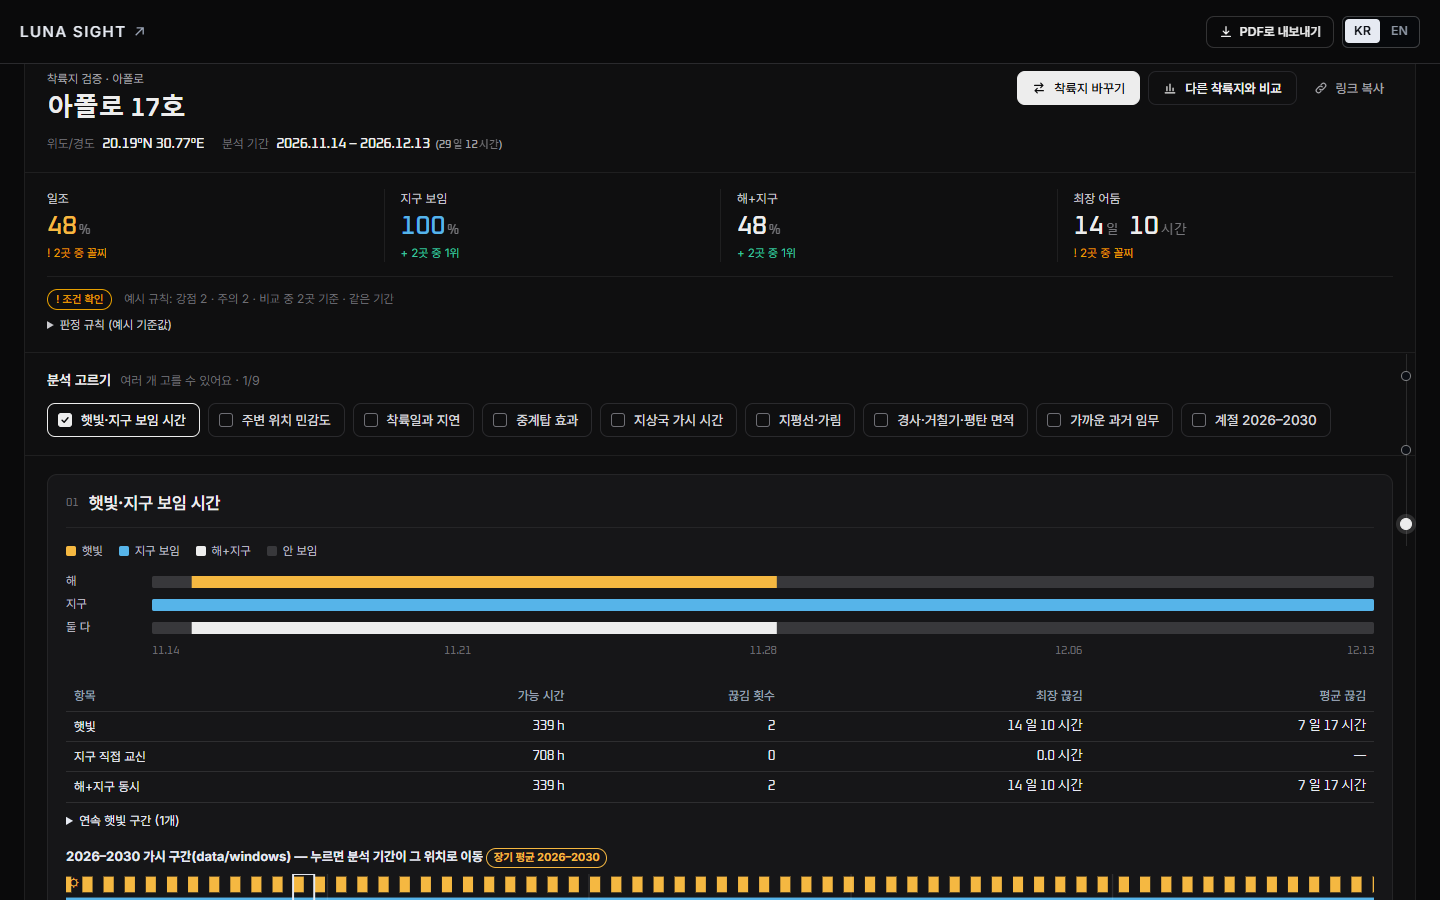 LUNA SIGHT ↗
PDF로 내보내기
KR EN
착륙지 검증 · 아폴로
아폴로 17호
착륙지 바꾸기
다른 착륙지와 비교
링크 복사
위도/경도 20.19°N 30.77°E 분석 기간 2026.11.14 – 2026.12.13 (29일 12시간)
일조
48%
! 2곳 중 꼴찌
지구 보임
100%
+ 2곳 중 1위
해+지구
48%
+ 2곳 중 1위
최장 어둠
14일 10시간
! 2곳 중 꼴찌
! 조건 확인 예시 규칙: 강점 2 · 주의 2 · 비교 중 2곳 기준 · 같은 기간
▶ 판정 규칙 (예시 기준값)
분석 고르기 여러 개 고를 수 있어요 · 1/9
햇빛·지구 보임 시간
주변 위치 민감도
착륙일과 지연
중계탑 효과
지상국 가시 시간
지평선·가림
경사·거칠기·평탄 면적
가까운 과거 임무
계절 2026–2030
01 햇빛·지구 보임 시간
햇빛 지구 보임 해+지구 안 보임
해
지구
둘 다
11.14 11.21 11.28 12.06 12.13
항목 가능 시간 끊김 횟수 최장 끊김 평균 끊김
햇빛 339 h 2 14 일 10 시간 7 일 17 시간
지구 직접 교신 708 h 0 0.0 시간 —
해+지구 동시 339 h 2 14 일 10 시간 7 일 17 시간
▶ 연속 햇빛 구간 (1개)
2026–2030 가시 구간(data/windows) — 누르면 분석 기간이 그 위치로 이동 장기 평균 2026–2030